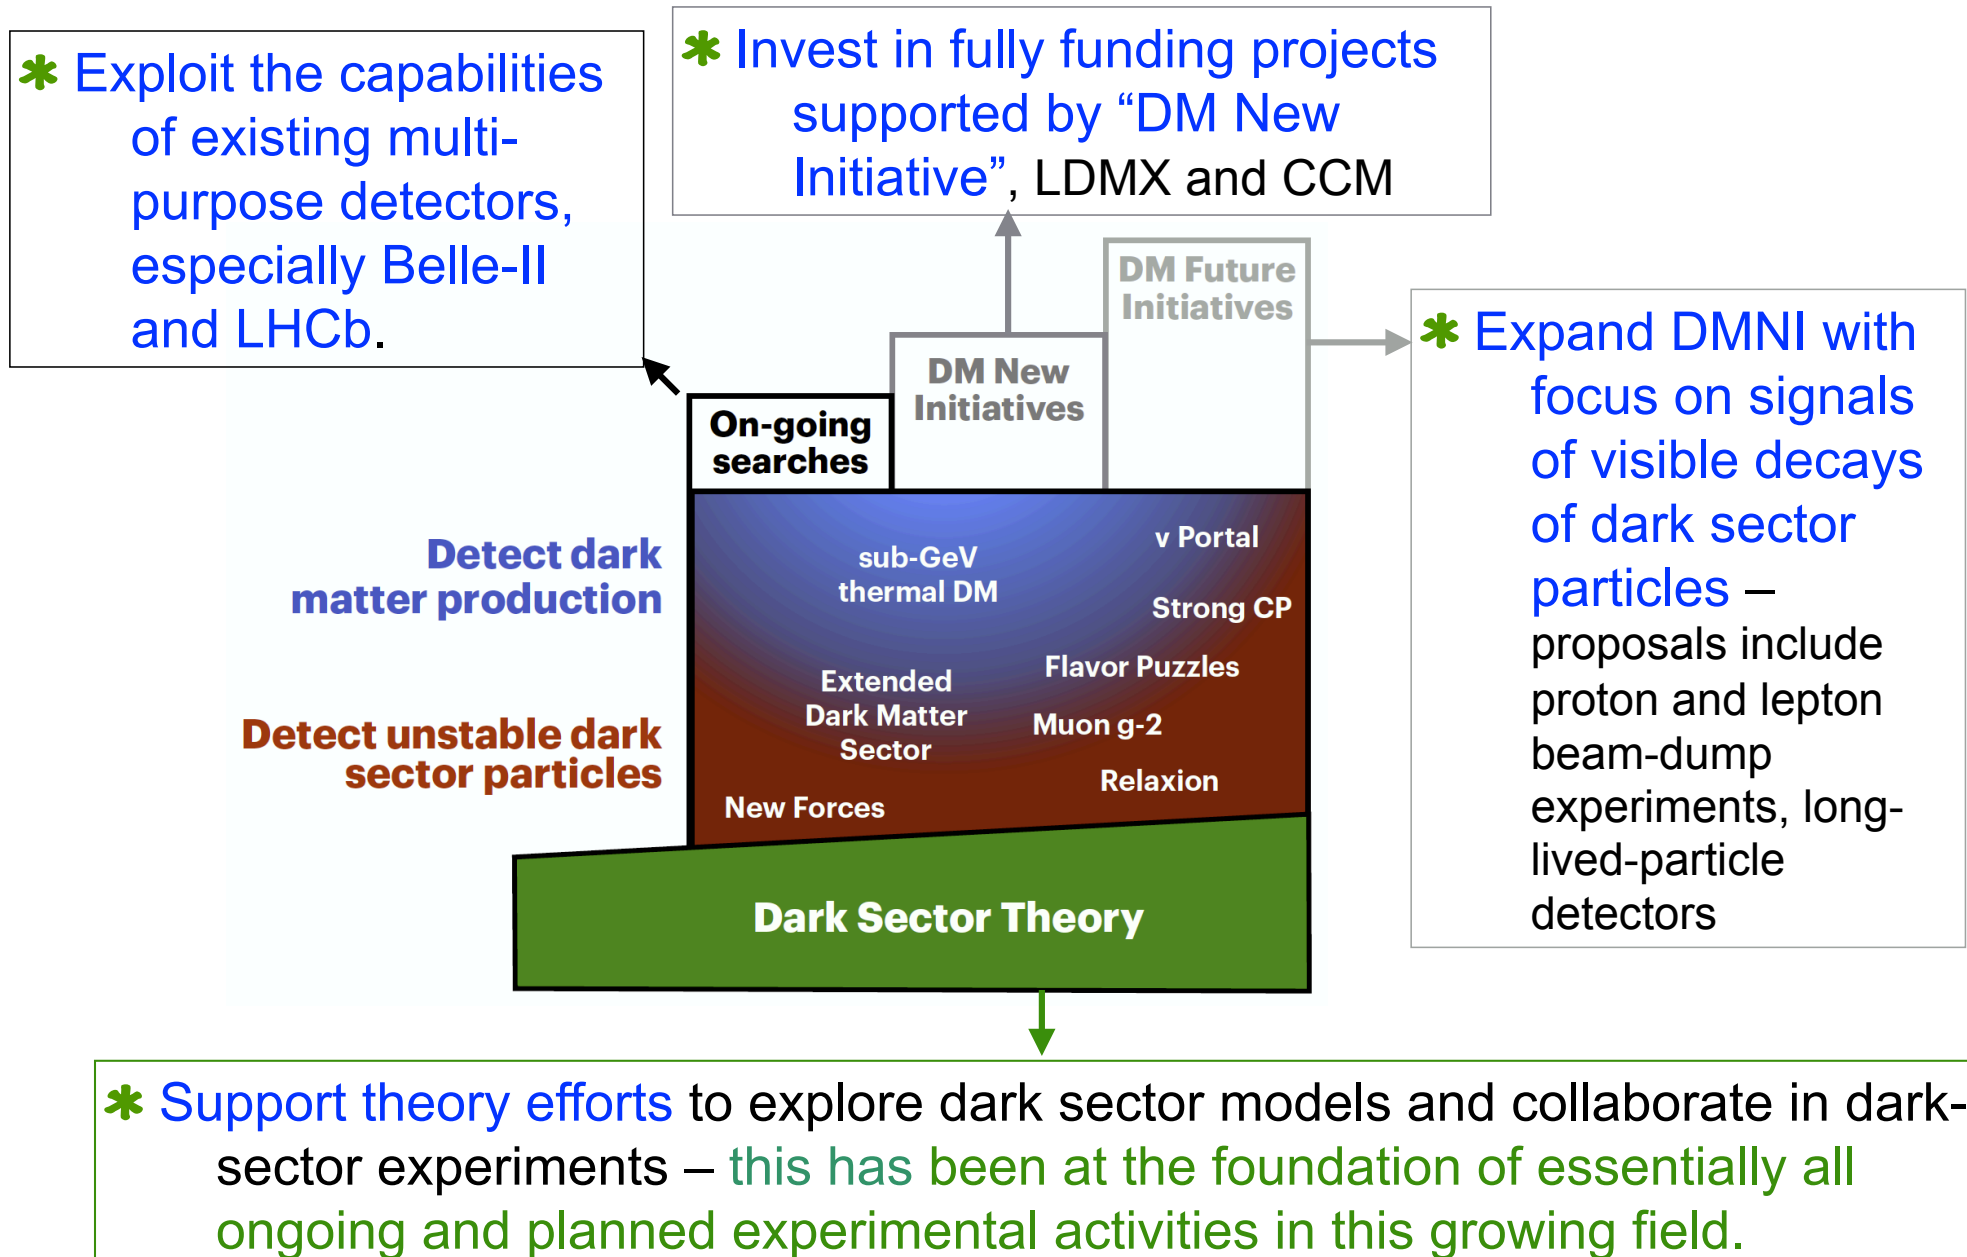 ✱ Exploit the capabilities
of existing multi-
purpose detectors,
especially Belle-II
and LHCb.
✱ Invest in fully funding projects
supported by “DM New
Initiative”, LDMX and CCM
DM Future
Initiatives
DM New
Initiatives
On-going
searches
✱ Expand DMNI with
focus on signals
of visible decays
of dark sector
particles –
proposals include
proton and lepton
beam-dump
experiments, long-
lived-particle
detectors
Detect dark
matter production
Detect unstable dark
sector particles
sub-GeV
thermal DM
v Portal
Strong CP
Flavor Puzzles
Extended
Dark Matter
Sector
Muon g-2
Relaxion
New Forces
Dark Sector Theory
✱ Support theory efforts to explore dark sector models and collaborate in dark-
sector experiments – this has been at the foundation of essentially all
ongoing and planned experimental activities in this growing field.